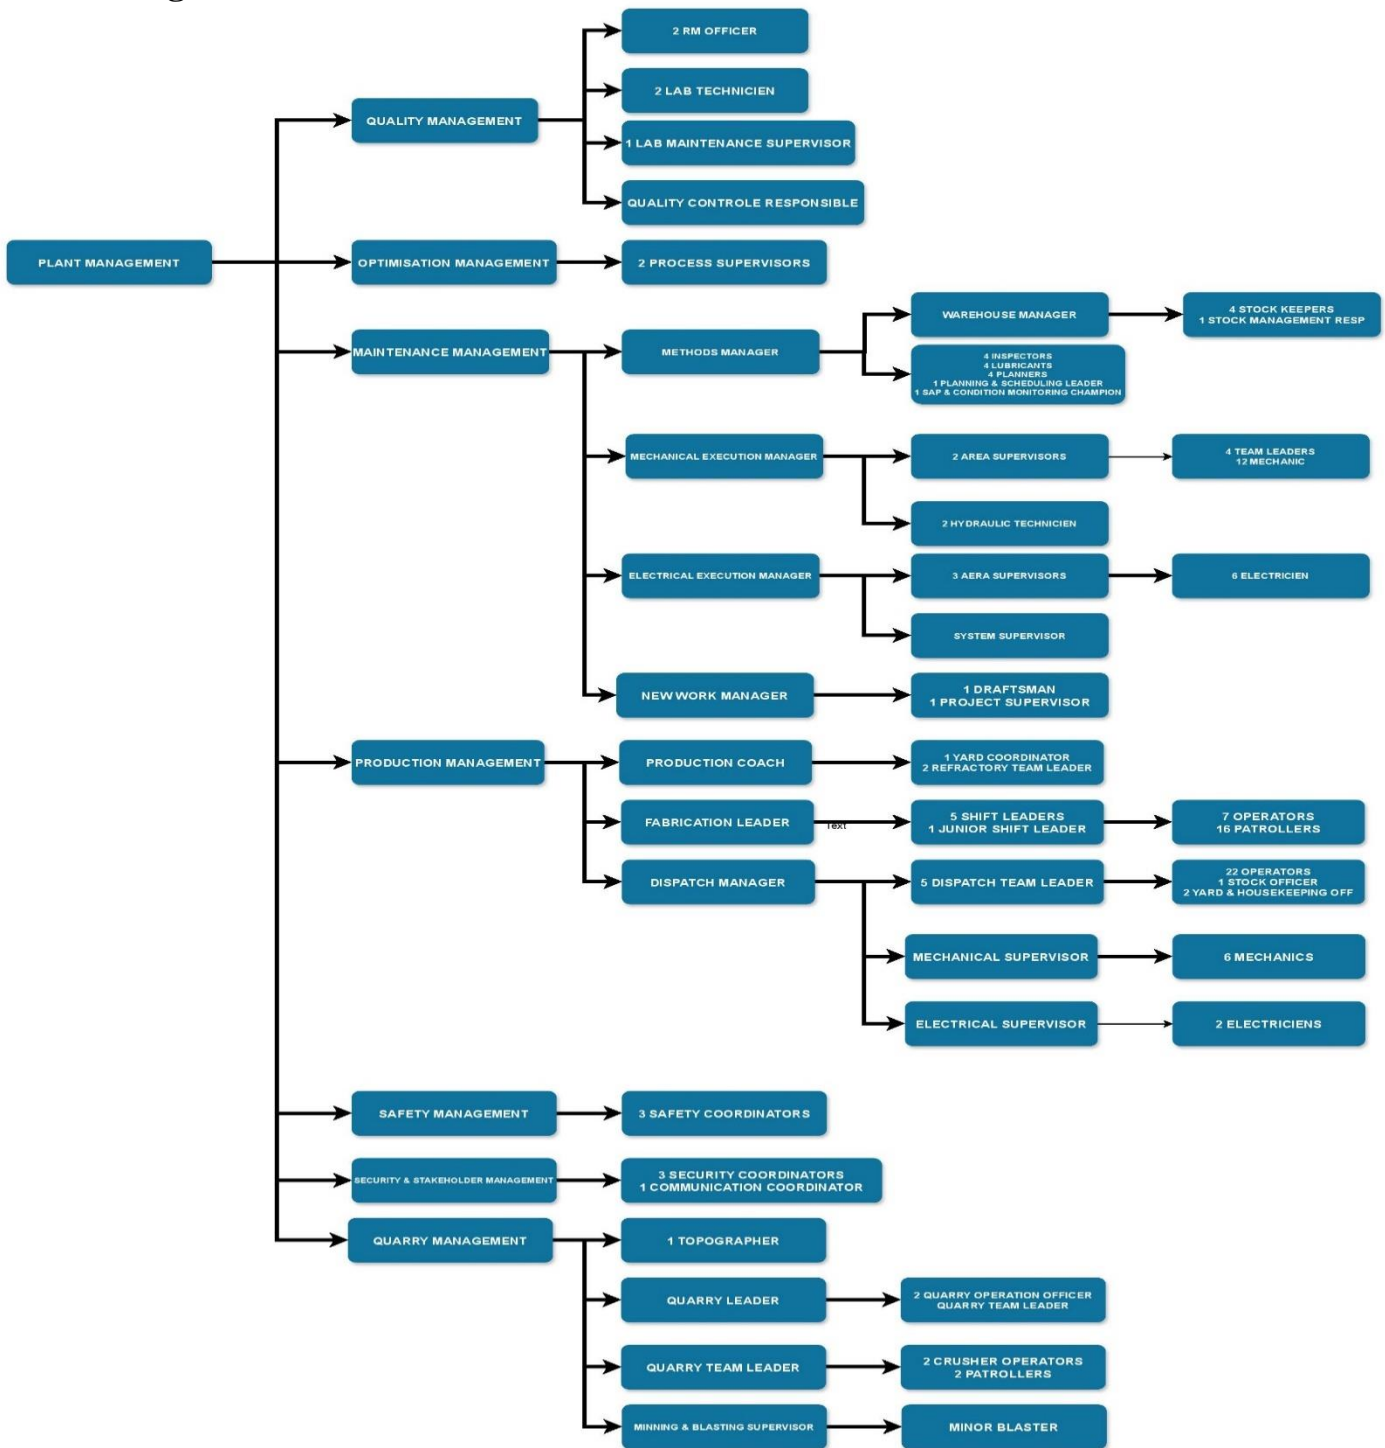 2 RM OFFICER
2 LAB TECHNICIEN
QUALITY MANAGEMENT
1 LAB MAINTENANCE SUPERVISOR
QUALITY CONTROLE RESPONSIBLE
PLANT MANAGEMENT
OPTIMISATION MANAGEMENT
2 PROCESS SUPERVISORS
MAINTENANCE MANAGEMENT
METHODS MANAGER
WAREHOUSE MANAGER
4 STOCK KEEPERS
1 STOCK MANAGEMENT RESP
4 INSPECTORS
4 LUBRICANTS
4 PLANNERS
1 PLANNING & SCHEDULING LEADER
1 SAP & CONDITION MONITORING CHAMPION
MECHANICAL EXECUTION MANAGER
2 AREA SUPERVISORS
4 TEAM LEADERS
12 MECHANIC
2 HYDRAULIC TECHNICIEN
ELECTRICAL EXECUTION MANAGER
3 AERA SUPERVISORS
6 ELECTRICIEN
SYSTEM SUPERVISOR
NEW WORK MANAGER
1 DRAFTSMAN
1 PROJECT SUPERVISOR
PRODUCTION MANAGEMENT
PRODUCTION COACH
1 YARD COORDINATOR
2 REFRACTORY TEAM LEADER
FABRICATION LEADER
Text
5 SHIFT LEADERS
1 JUNIOR SHIFT LEADER
7 OPERATORS
16 PATROLLERS
DISPATCH MANAGER
5 DISPATCH TEAM LEADER
22 OPERATORS
1 STOCK OFFICER
2 YARD & HOUSEKEEPING OFF
MECHANICAL SUPERVISOR
6 MECHANICS
ELECTRICAL SUPERVISOR
2 ELECTRICIENS
SAFETY MANAGEMENT
3 SAFETY COORDINATORS
SECURITY & STAKEHOLDER MANAGEMENT
3 SECURITY COORDINATORS
1 COMMUNICATION COORDINATOR
QUARRY MANAGEMENT
1 TOPOGRAPHER
QUARRY LEADER
2 QUARRY OPERATION OFFICER
QUARRY TEAM LEADER
QUARRY TEAM LEADER
2 CRUSHER OPERATORS
2 PATROLLERS
MINNING & BLASTING SUPERVISOR
MINOR BLASTER